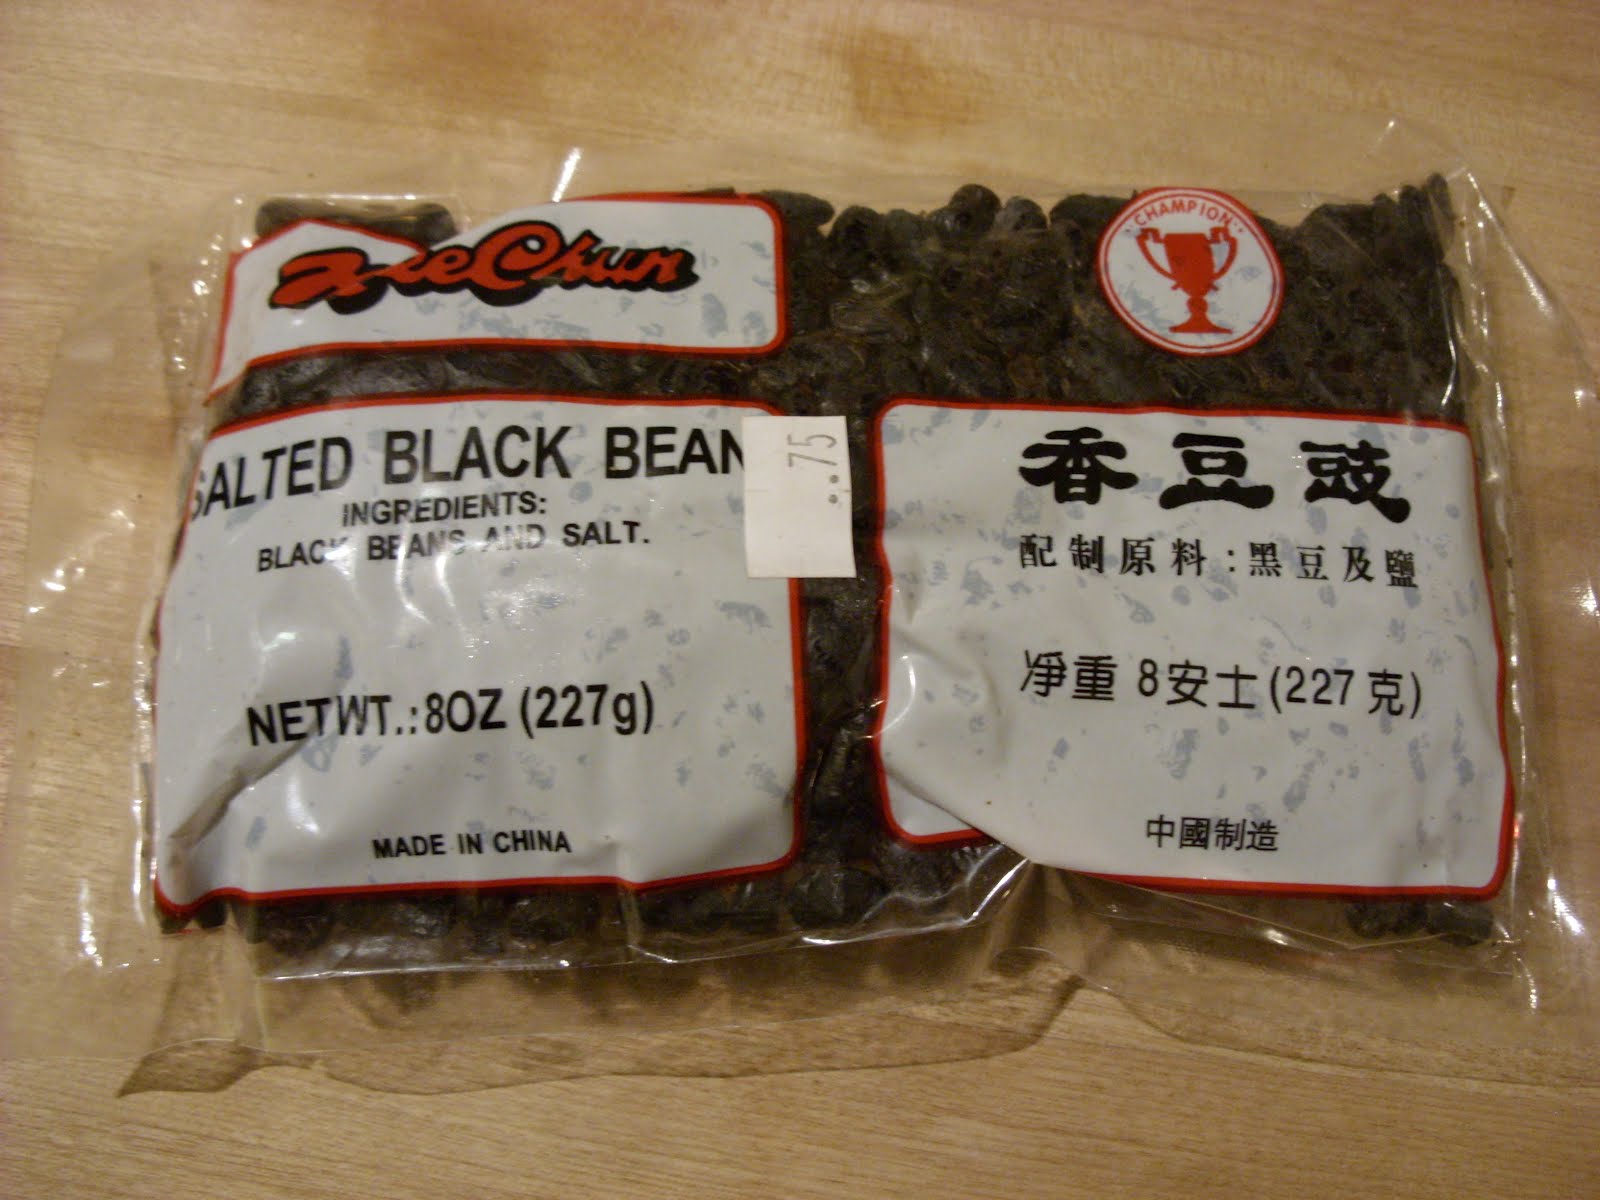 MeeChun
CHAMPION
SALTED BLACK BEAN
INGREDIENTS:
BLACK BEANS AND SALT.
NETWT.:8OZ (227g)
MADE IN CHINA
.75
香豆豉
配制原料:黑豆及鹽
凈重 8安士(227克)
中國制造